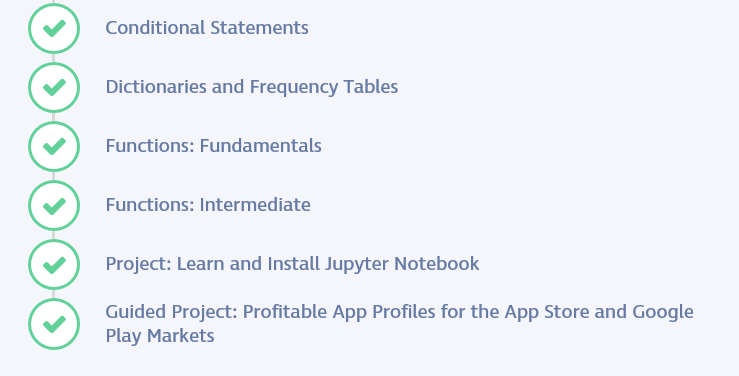 Conditional Statements
Dictionaries and Frequency Tables
Functions: Fundamentals
Functions: Intermediate
Project: Learn and Install Jupyter Notebook
Guided Project: Profitable App Profiles for the App Store and Google
Play Markets